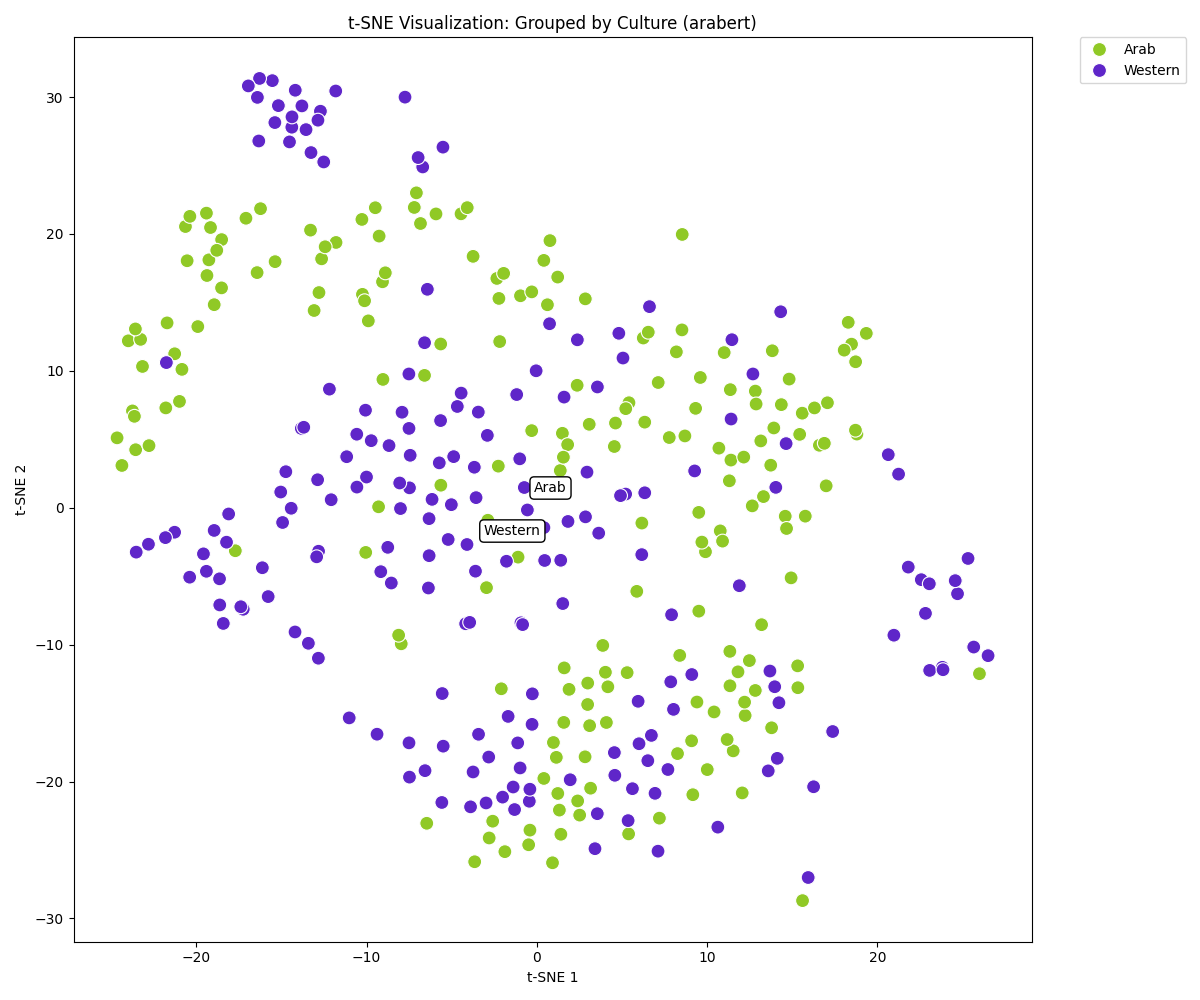 t-SNE Visualization: Grouped by Culture (arabert)
Arab
Western
30
20
10
0
−10
−20
−30
t-SNE 2
Arab
Western
−20
−10
0
10
20
t-SNE 1